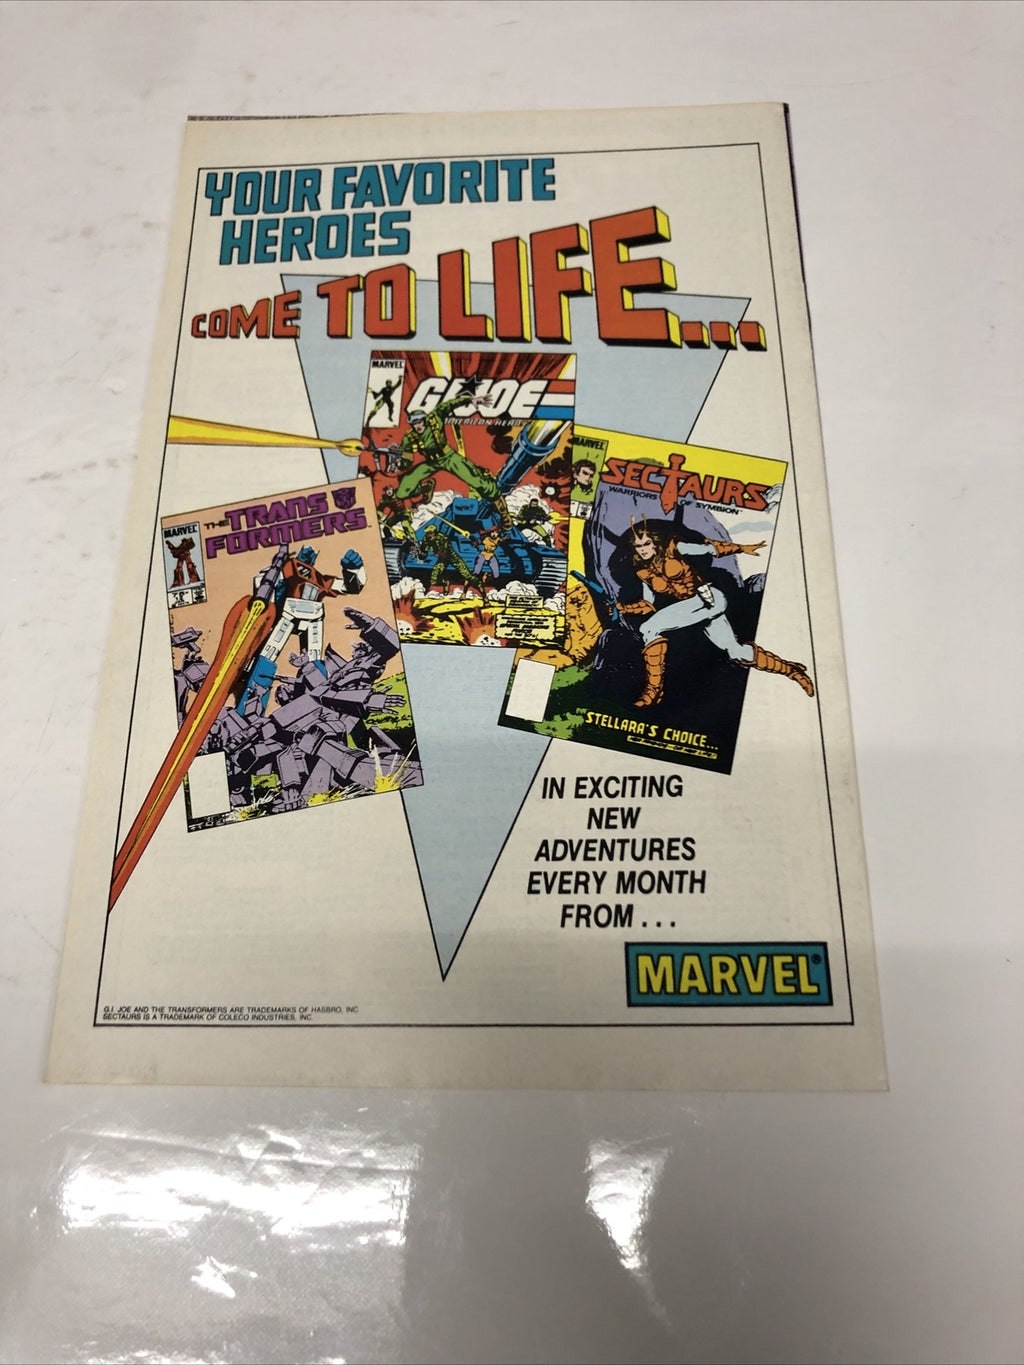 YOUR FAVORITE
HEROES
COME TO LIFE...
MARVEL
G.I. JOE
AMERICAN HERO
MARVEL
SECTAURS
WARRIORS OF SYMBION
MARVEL
THE TRANS
FORMERS
STELLARA'S CHOICE...
IN EXCITING
NEW
ADVENTURES
EVERY MONTH
FROM...
MARVEL®
G.I. JOE AND THE TRANSFORMERS ARE TRADEMARKS OF HASBRO, INC.
SECTAURS IS A TRADEMARK OF COLECO INDUSTRIES, INC.